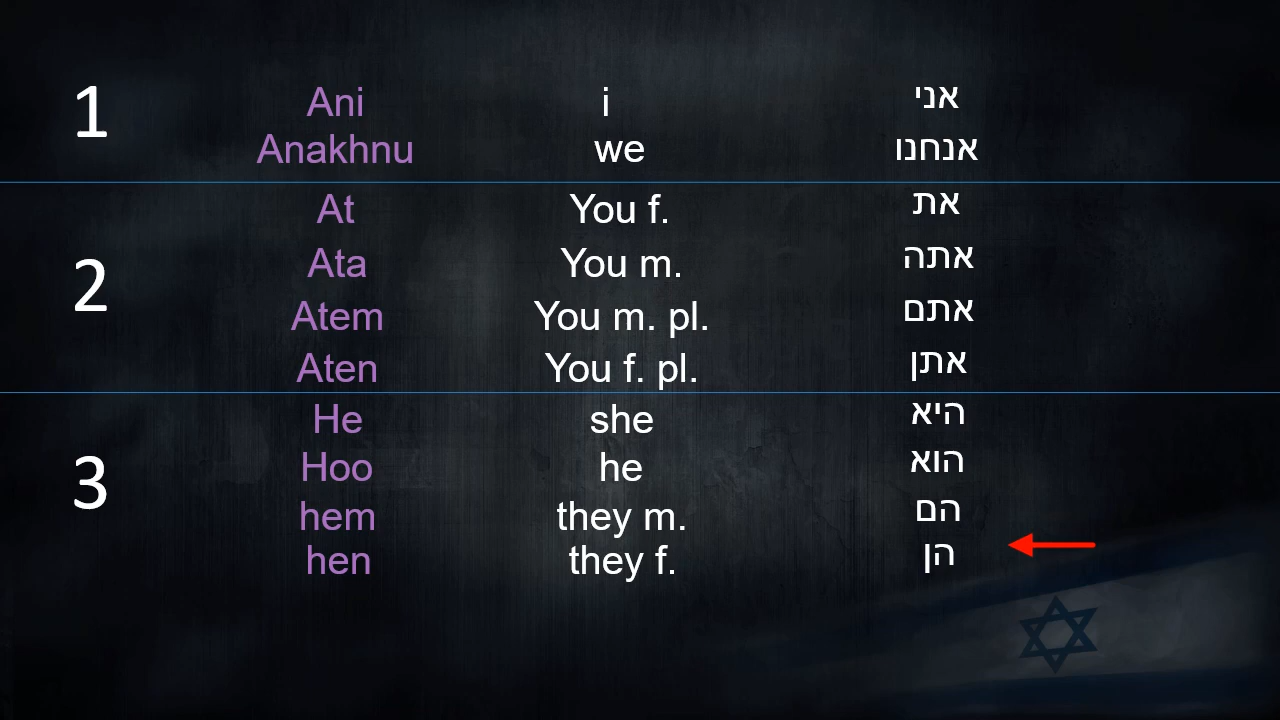 1
Ani i אני
Anakhnu we אנחנו
2
At You f. את
Ata You m. אתה
Atem You m. pl. אתם
Aten You f. pl. אתן
3
He she היא
Hoo he הוא
hem they m. הם
hen they f. הן